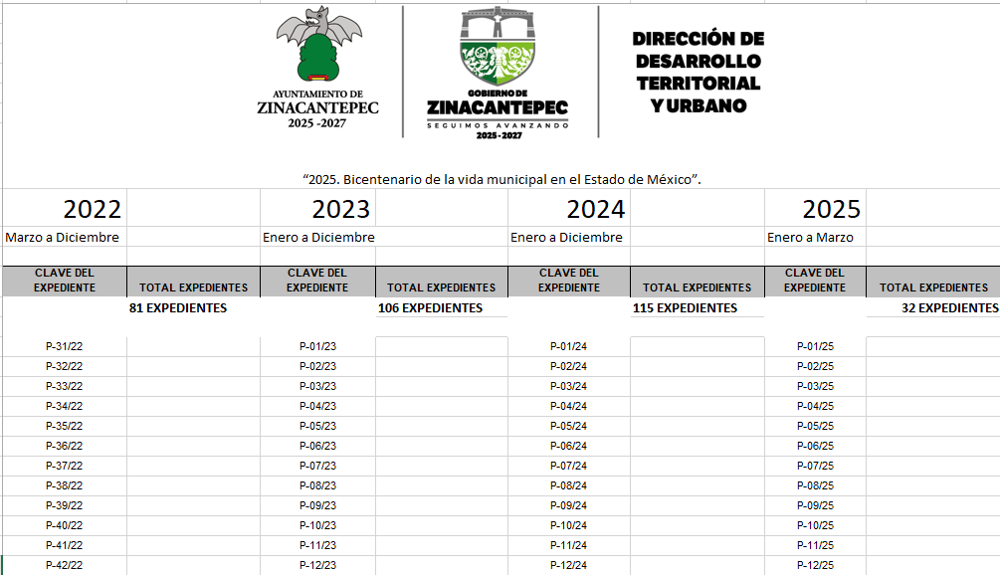 AYUNTAMIENTO DE
ZINACANTEPEC
2025 -2027
GOBIERNO DE
ZINACANTEPEC
SEGUIMOS AVANZANDO
2025 - 2027
DIRECCIÓN DE
DESARROLLO
TERRITORIAL
Y URBANO
“2025. Bicentenario de la vida municipal en el Estado de México”.
2022 2023 2024 2025
Marzo a Diciembre Enero a Diciembre Enero a Diciembre Enero a Marzo
CLAVE DEL EXPEDIENTE TOTAL EXPEDIENTES CLAVE DEL EXPEDIENTE TOTAL EXPEDIENTES CLAVE DEL EXPEDIENTE TOTAL EXPEDIENTES CLAVE DEL EXPEDIENTE TOTAL EXPEDIENTES
81 EXPEDIENTES 106 EXPEDIENTES 115 EXPEDIENTES 32 EXPEDIENTES
P-31/22 P-01/23 P-01/24 P-01/25
P-32/22 P-02/23 P-02/24 P-02/25
P-33/22 P-03/23 P-03/24 P-03/25
P-34/22 P-04/23 P-04/24 P-04/25
P-35/22 P-05/23 P-05/24 P-05/25
P-36/22 P-06/23 P-06/24 P-06/25
P-37/22 P-07/23 P-07/24 P-07/25
P-38/22 P-08/23 P-08/24 P-08/25
P-39/22 P-09/23 P-09/24 P-09/25
P-40/22 P-10/23 P-10/24 P-10/25
P-41/22 P-11/23 P-11/24 P-11/25
P-42/22 P-12/23 P-12/24 P-12/25